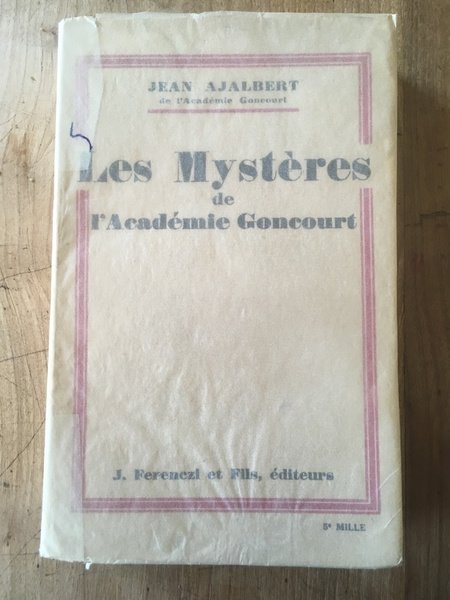 JEAN AJALBERT
de l'Académie Goncourt
Les Mystères
de
l'Académie Goncourt
J. Ferenczi et Fils, éditeurs
5e MILLE